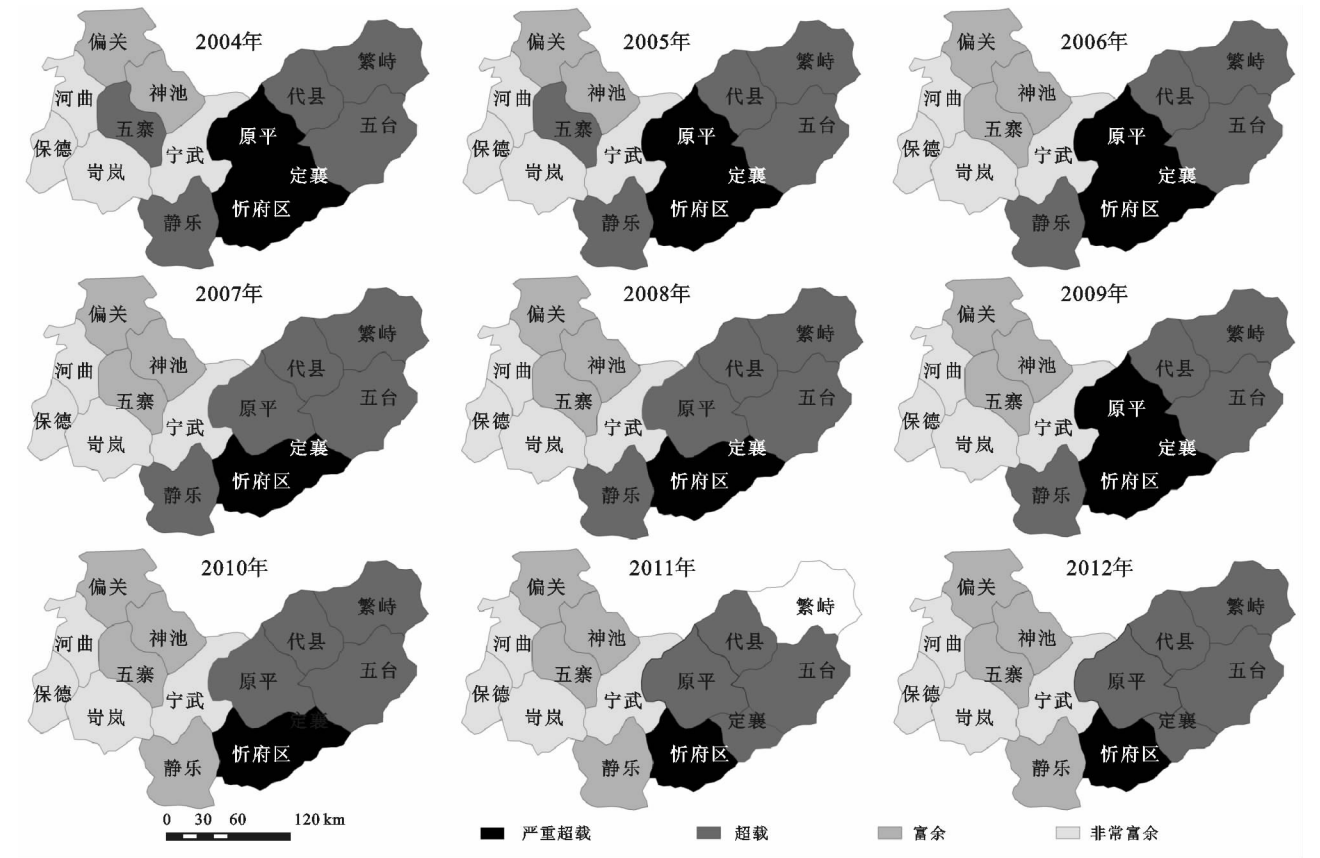 2004年
偏关
繁峙
神池
代县
河曲
五寨
原平
五台
保德
宁武
岢岚
定襄
忻府区
静乐
2005年
偏关
繁峙
神池
代县
河曲
五寨
原平
五台
保德
宁武
岢岚
定襄
忻府区
静乐
2006年
偏关
繁峙
神池
代县
河曲
五寨
原平
五台
保德
宁武
岢岚
定襄
忻府区
静乐
2007年
偏关
繁峙
神池
代县
河曲
五寨
原平
五台
保德
宁武
岢岚
定襄
忻府区
静乐
2008年
偏关
繁峙
神池
代县
河曲
五寨
原平
五台
保德
宁武
岢岚
定襄
忻府区
静乐
2009年
偏关
繁峙
神池
代县
河曲
五寨
原平
五台
保德
宁武
岢岚
定襄
忻府区
静乐
2010年
偏关
繁峙
神池
代县
河曲
五寨
原平
五台
保德
宁武
岢岚
定襄
忻府区
静乐
2011年
偏关
繁峙
神池
代县
河曲
五寨
原平
五台
保德
宁武
岢岚
定襄
忻府区
静乐
2012年
偏关
繁峙
神池
代县
河曲
五寨
原平
五台
保德
宁武
岢岚
定襄
忻府区
静乐
0 30 60 120 km
严重超载 超载 富余 非常富余